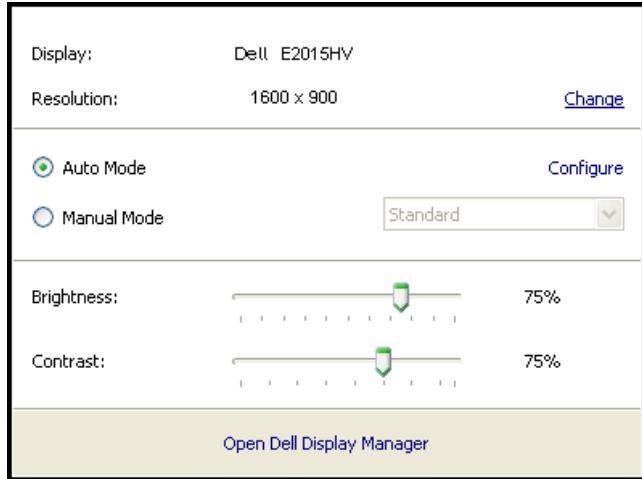 Display: Dell E2015HV
Resolution: 1600 x 900 Change
Auto Mode Configure
Manual Mode Standard
Brightness: 75%
Contrast: 75%
Open Dell Display Manager